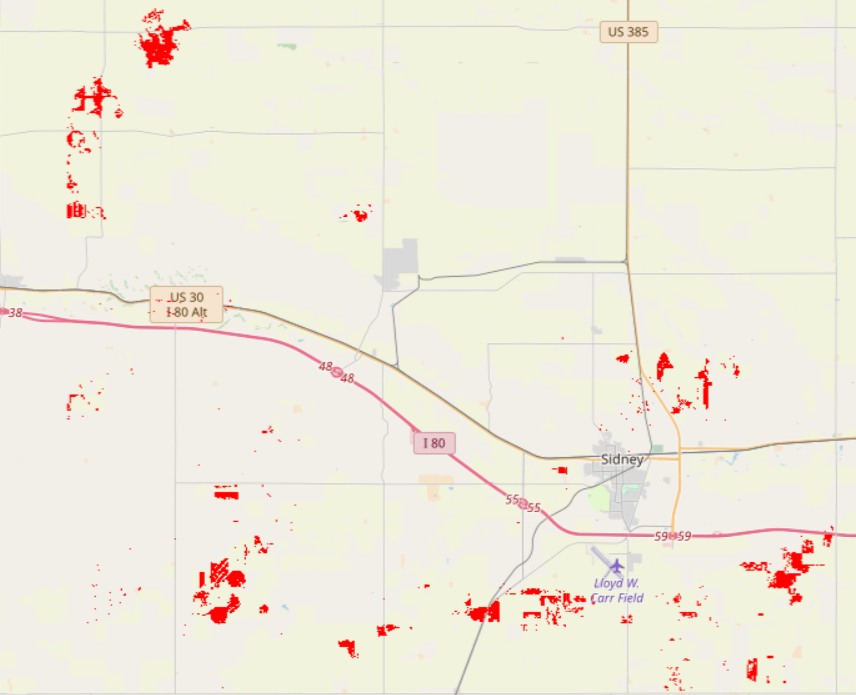 US 385
US 30
I-80 Alt
38
48 48
I 80
Sidney
55 55
59 59
Lloyd W.
Carr Field